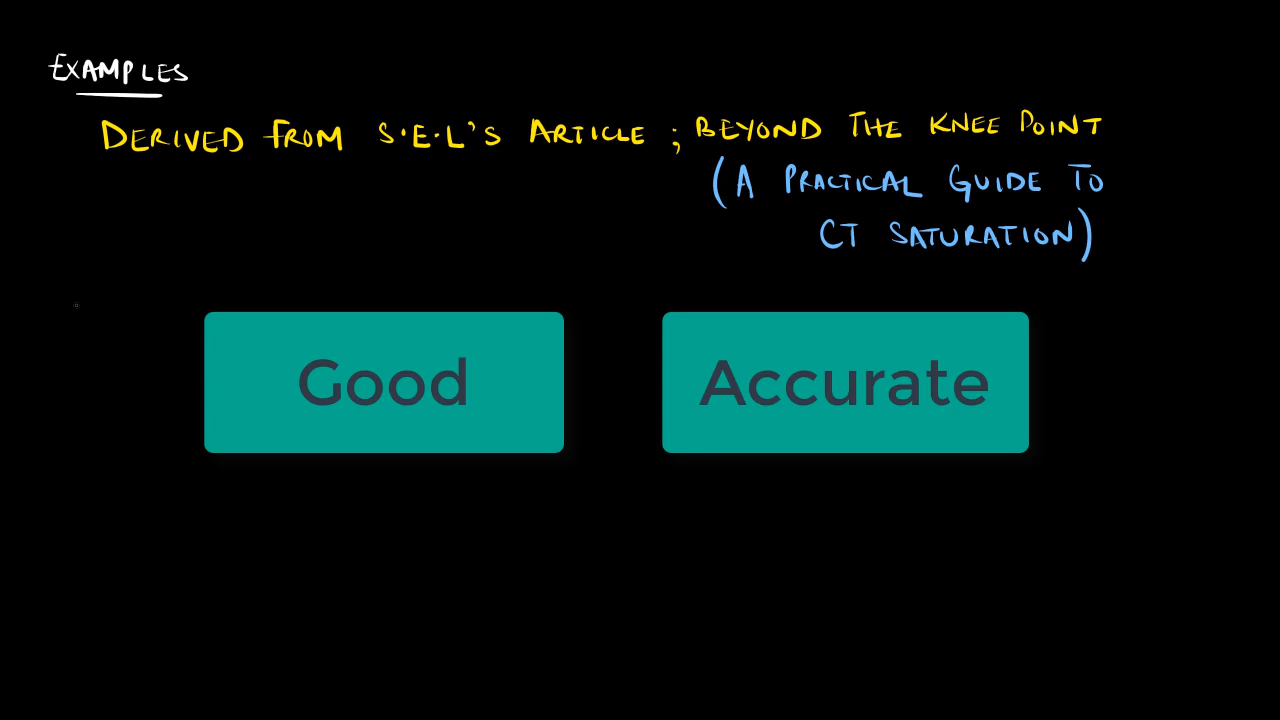 EXAMPLES
DERIVED FROM S.E.L'S ARTICLE ; BEYOND THE KNEE POINT
(A PRACTICAL GUIDE TO
CT SATURATION)
Good Accurate